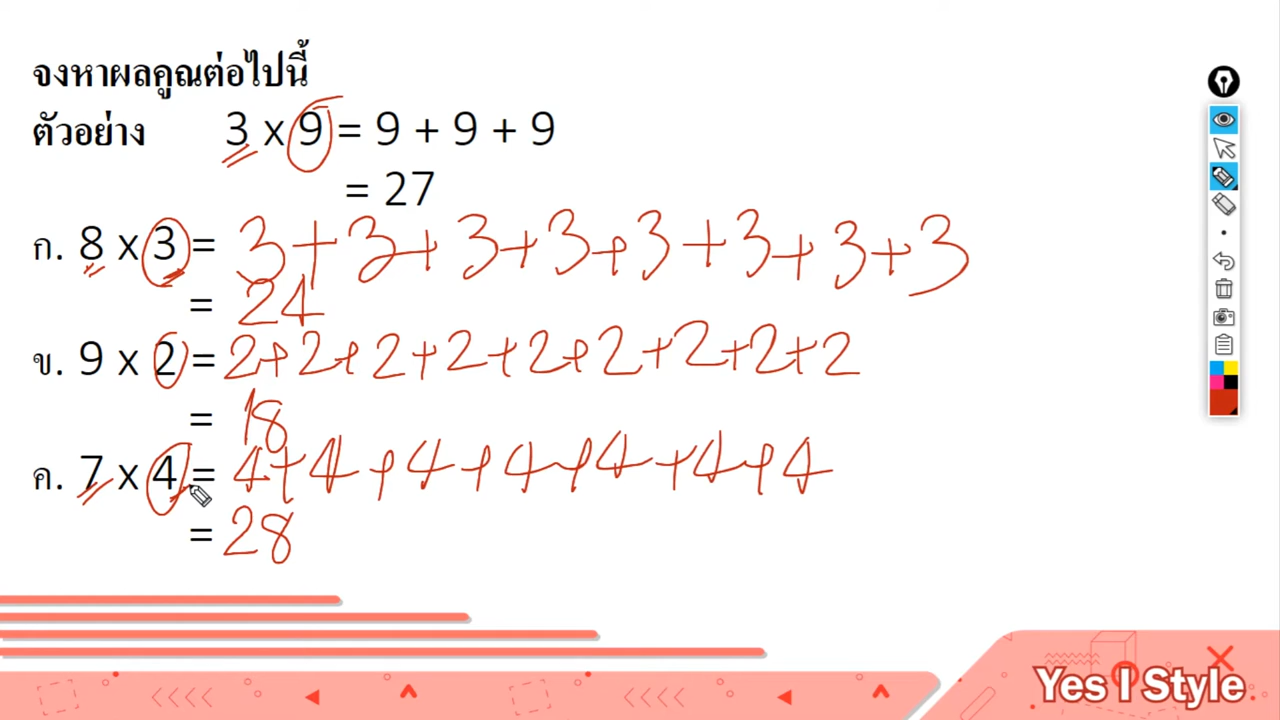 จงหาผลคูณต่อไปนี้
ตัวอย่าง 3 x 9 = 9 + 9 + 9
= 27
ก. 8 x 3 = 3+3+3+3+3+3+3+3
= 24
ข. 9 x 2 = 2+2+2+2+2+2+2+2+2
= 18
ค. 7 x 4 = 4+4+4+4+4+4+4
= 28
Yes I Style